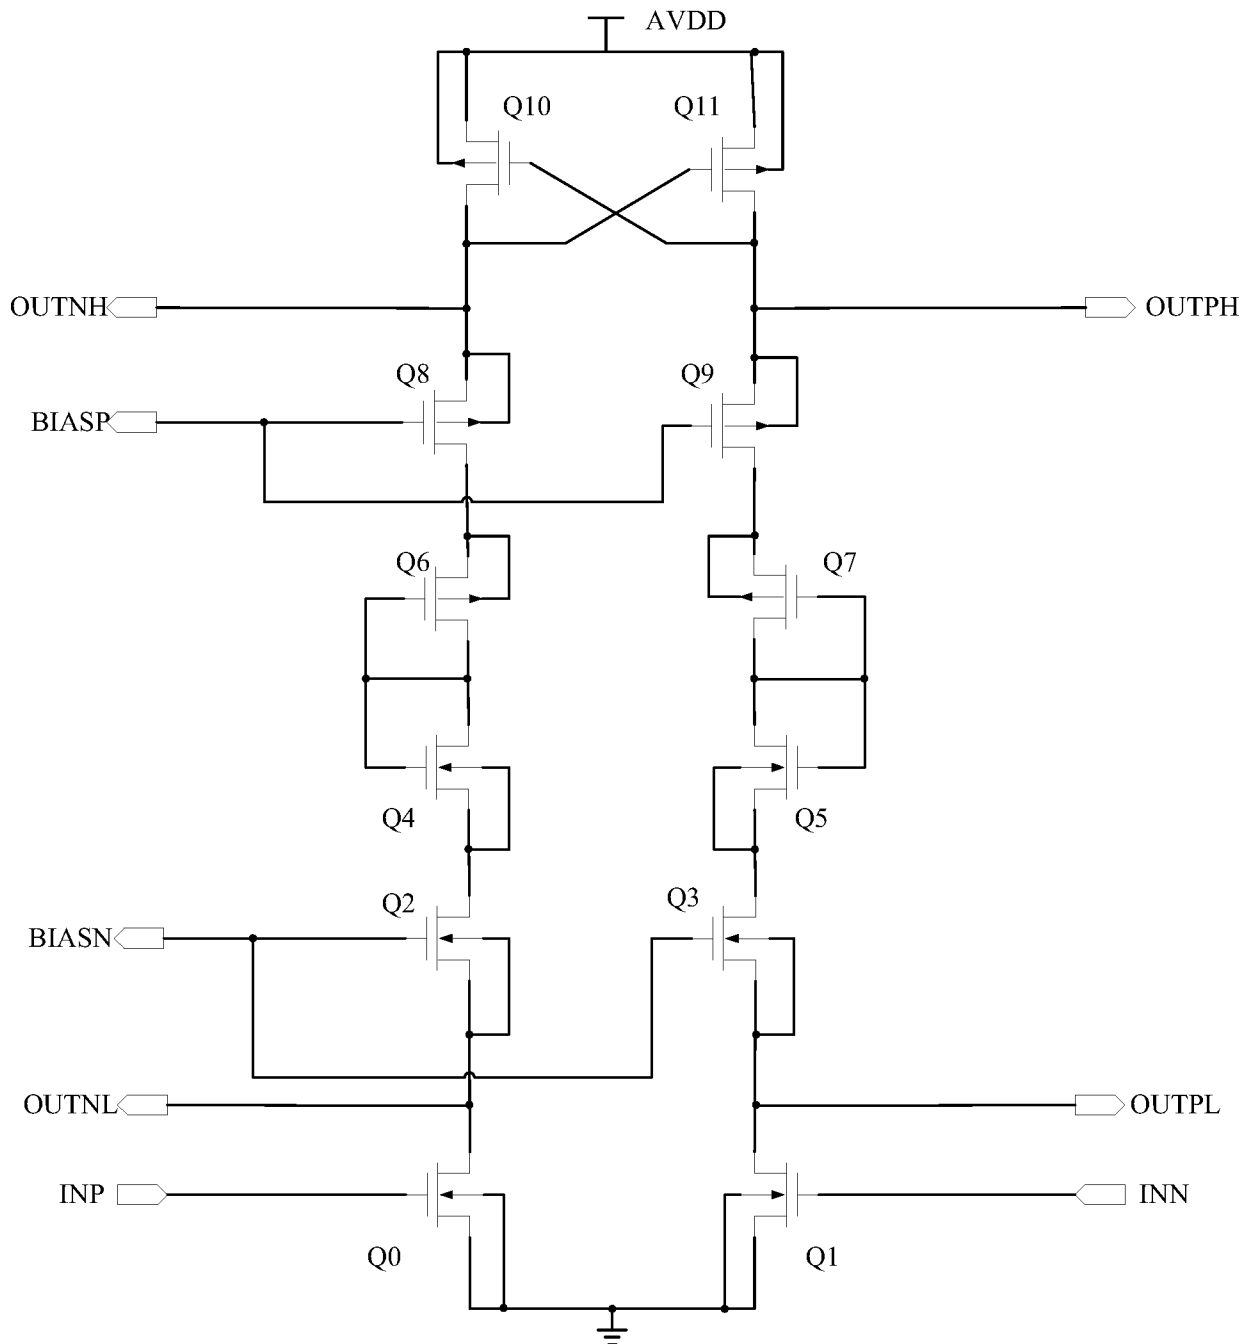 AVDD
Q10
Q11
OUTNH
OUTPH
Q8
Q9
BIASP
Q6
Q7
Q4
Q5
Q2
Q3
BIASN
OUTNL
OUTPL
INP
INN
Q0
Q1